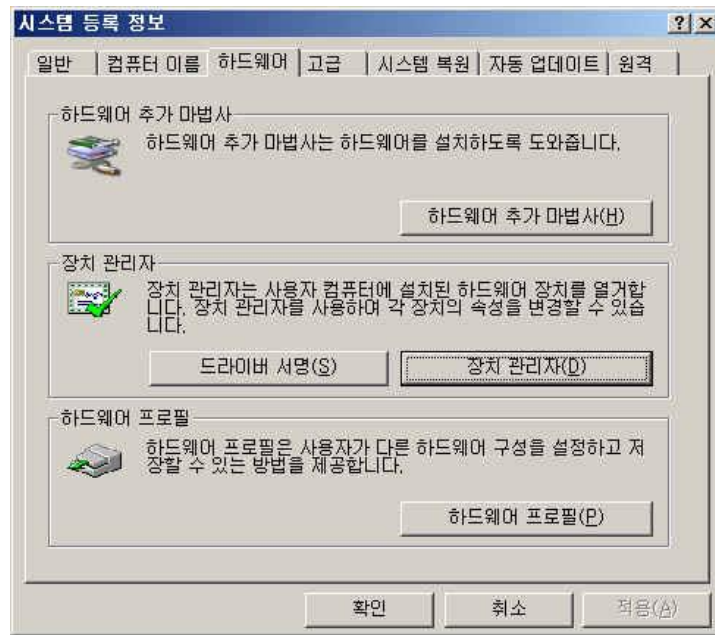 시스템 등록 정보
일반 컴퓨터 이름 하드웨어 고급 시스템 복원 자동 업데이트 원격
하드웨어 추가 마법사
하드웨어 추가 마법사는 하드웨어를 설치하도록 도와줍니다.
하드웨어 추가 마법사(H)
장치 관리자
장치 관리자는 사용자 컴퓨터에 설치된 하드웨어 장치를 열거합
니다. 장치 관리자를 사용하여 각 장치의 속성을 변경할 수 있습
니다.
드라이버 서명(S) 장치 관리자(D)
하드웨어 프로필
하드웨어 프로필은 사용자가 다른 하드웨어 구성을 설정하고 저
장할 수 있는 방법을 제공합니다.
하드웨어 프로필(P)
확인 취소 적용(A)